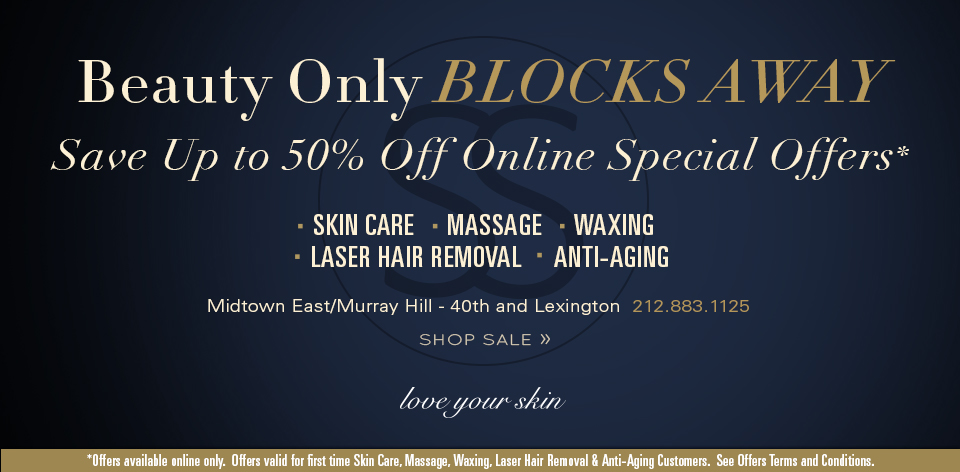 Beauty Only BLOCKS AWAY
Save Up to 50% Off Online Special Offers*
SS
▪ SKIN CARE ▪ MASSAGE ▪ WAXING
▪ LASER HAIR REMOVAL ▪ ANTI-AGING
Midtown East/Murray Hill - 40th and Lexington 212.883.1125
SHOP SALE »
love your skin
*Offers available online only. Offers valid for first time Skin Care, Massage, Waxing, Laser Hair Removal & Anti-Aging Customers. See Offers Terms and Conditions.